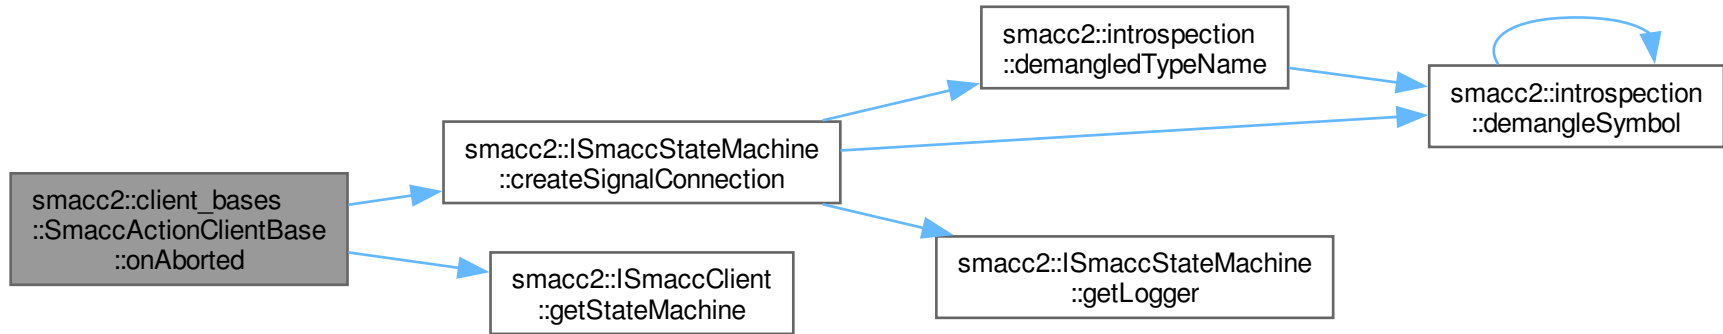 smacc2::client_bases
::SmaccActionClientBase
::onAborted
smacc2::ISmaccStateMachine
::createSignalConnection
smacc2::ISmaccClient
::getStateMachine
smacc2::introspection
::demangledTypeName
smacc2::ISmaccStateMachine
::getLogger
smacc2::introspection
::demangleSymbol